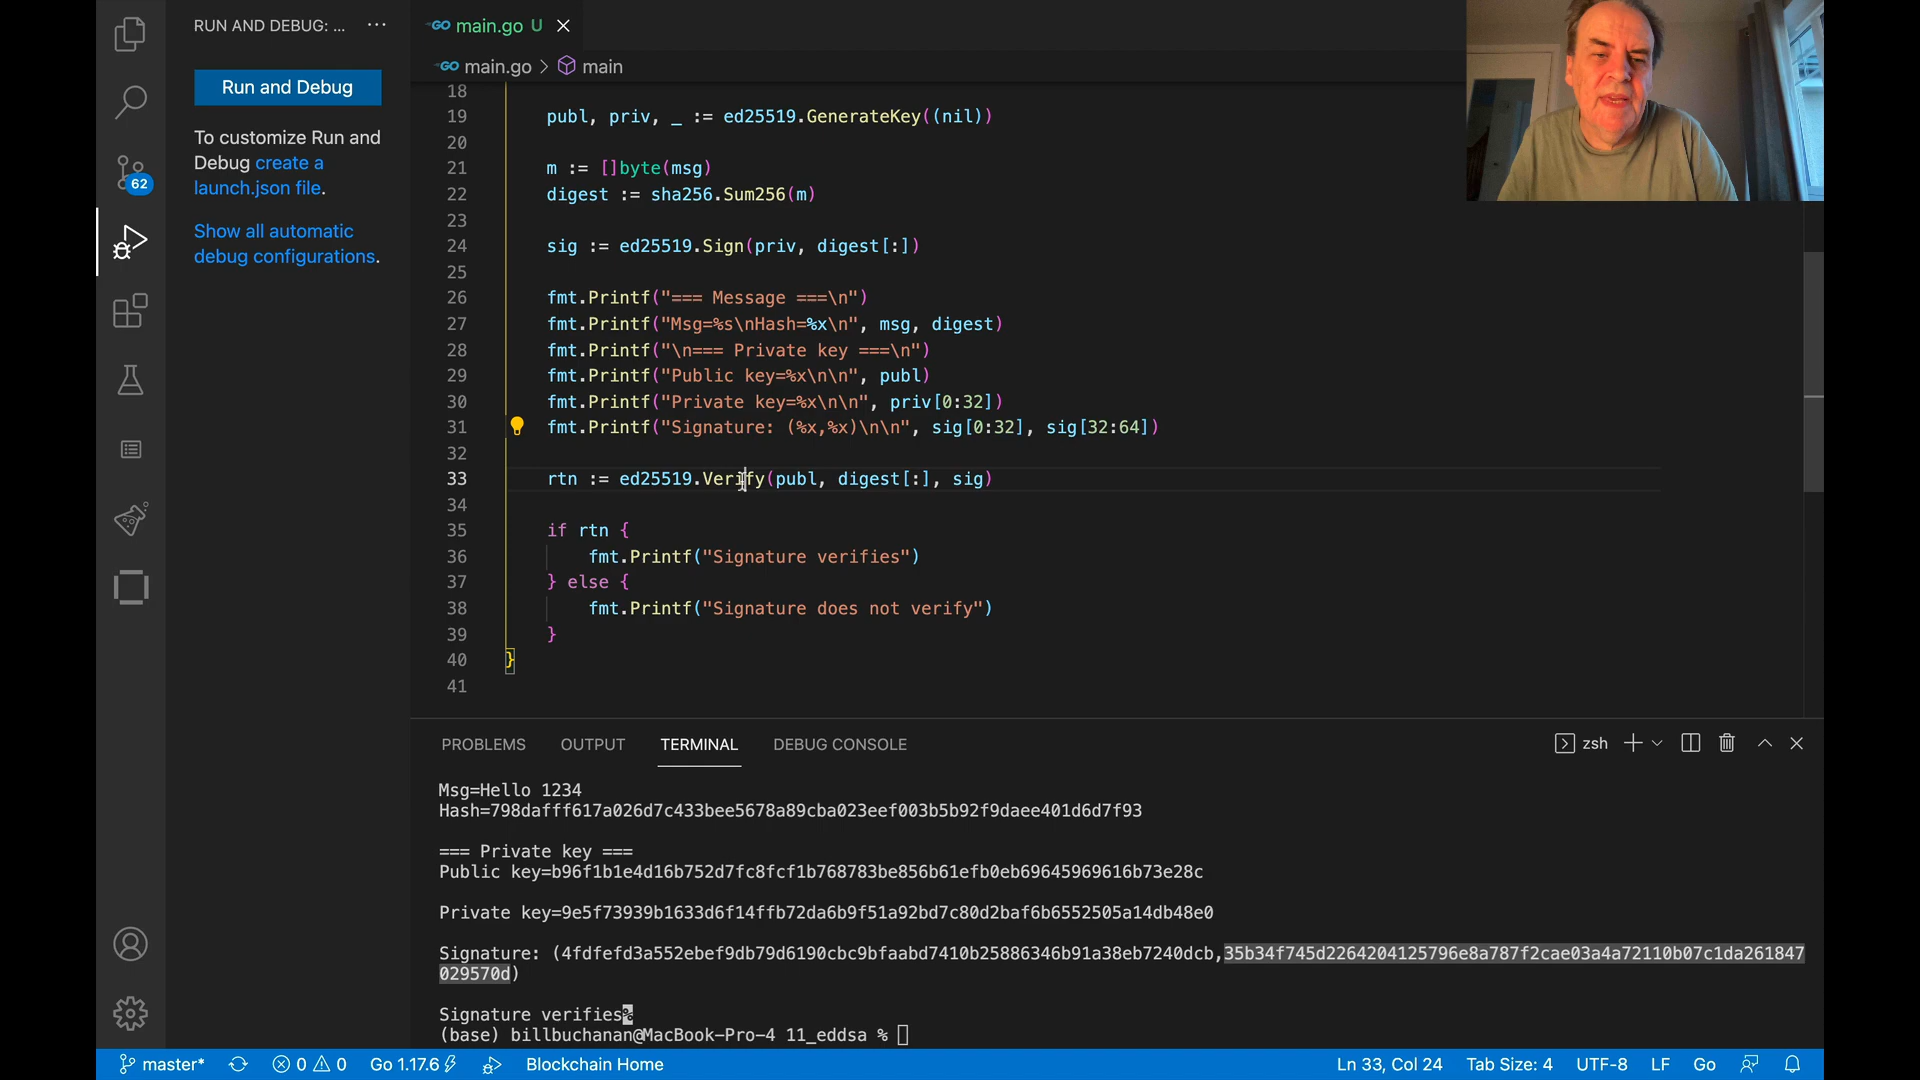 RUN AND DEBUG: ... ···
GO main.go U
Run and Debug
GO main.go > main
To customize Run and
Debug create a
launch.json file.
Show all automatic
debug configurations.
62
18
19 publ, priv, _ := ed25519.GenerateKey((nil))
20
21 m := []byte(msg)
22 digest := sha256.Sum256(m)
23
24 sig := ed25519.Sign(priv, digest[:])
25
26 fmt.Printf("=== Message ===\n")
27 fmt.Printf("Msg=%s\nHash=%x\n", msg, digest)
28 fmt.Printf("\n=== Private key ===\n")
29 fmt.Printf("Public key=%x\n\n", publ)
30 fmt.Printf("Private key=%x\n\n", priv[0:32])
31 fmt.Printf("Signature: (%x,%x)\n\n", sig[0:32], sig[32:64])
32
33 rtn := ed25519.Verify(publ, digest[:], sig)
34
35 if rtn {
36 fmt.Printf("Signature verifies")
37 } else {
38 fmt.Printf("Signature does not verify")
39 }
40 }
41
PROBLEMS OUTPUT TERMINAL DEBUG CONSOLE zsh
Msg=Hello 1234
Hash=798dafff617a026d7c433bee5678a89cba023eef003b5b92f9daee401d6d7f93
=== Private key ===
Public key=b96f1b1e4d16b752d7fc8fcf1b768783be856b61efb0eb69645969616b73e28c
Private key=9e5f73939b1633d6f14ffb72da6b9f51a92bd7c80d2baf6b6552505a14db48e0
Signature: (4fdfefd3a552ebef9db79d6190cbc9bfaabd7410b25886346b91a38eb7240dcb,35b34f745d2264204125796e8a787f2cae03a4a72110b07c1da261847
029570d)
Signature verifies%
(base) billbuchanan@MacBook-Pro-4 11_eddsa %
master* 0 0 Go 1.17.6 Blockchain Home Ln 33, Col 24 Tab Size: 4 UTF-8 LF Go